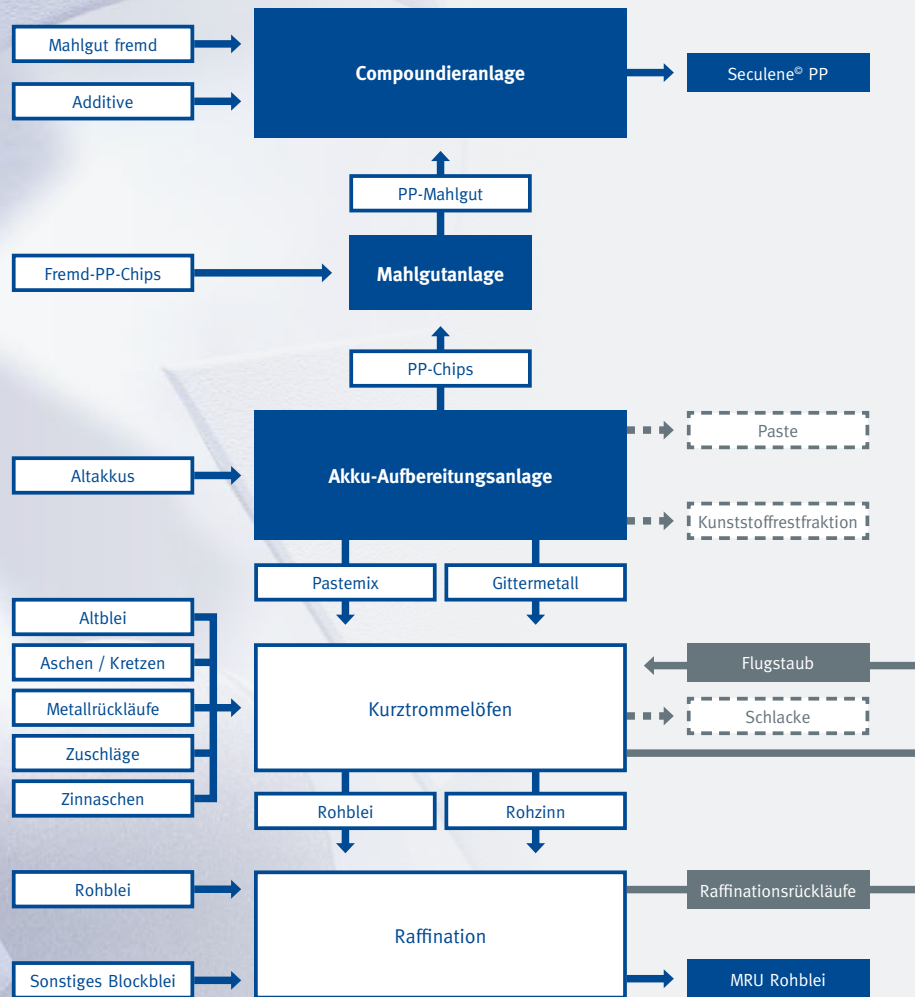 Mahlgut fremd
Compoundieranlage
Seculene© PP
Additive
PP-Mahlgut
Fremd-PP-Chips
Mahlgutanlage
PP-Chips
Paste
Altakkus
Akku-Aufbereitungsanlage
Kunststoffrestfraktion
Pastemix
Gittermetall
Altblei
Aschen / Kretzen
Metallrückläufe
Zuschläge
Zinnaschen
Kurztrommelöfen
Flugstaub
Schlacke
Rohblei
Rohzinn
Rohblei
Raffination
Raffinationsrückläufe
Sonstiges Blockblei
MRU Rohblei